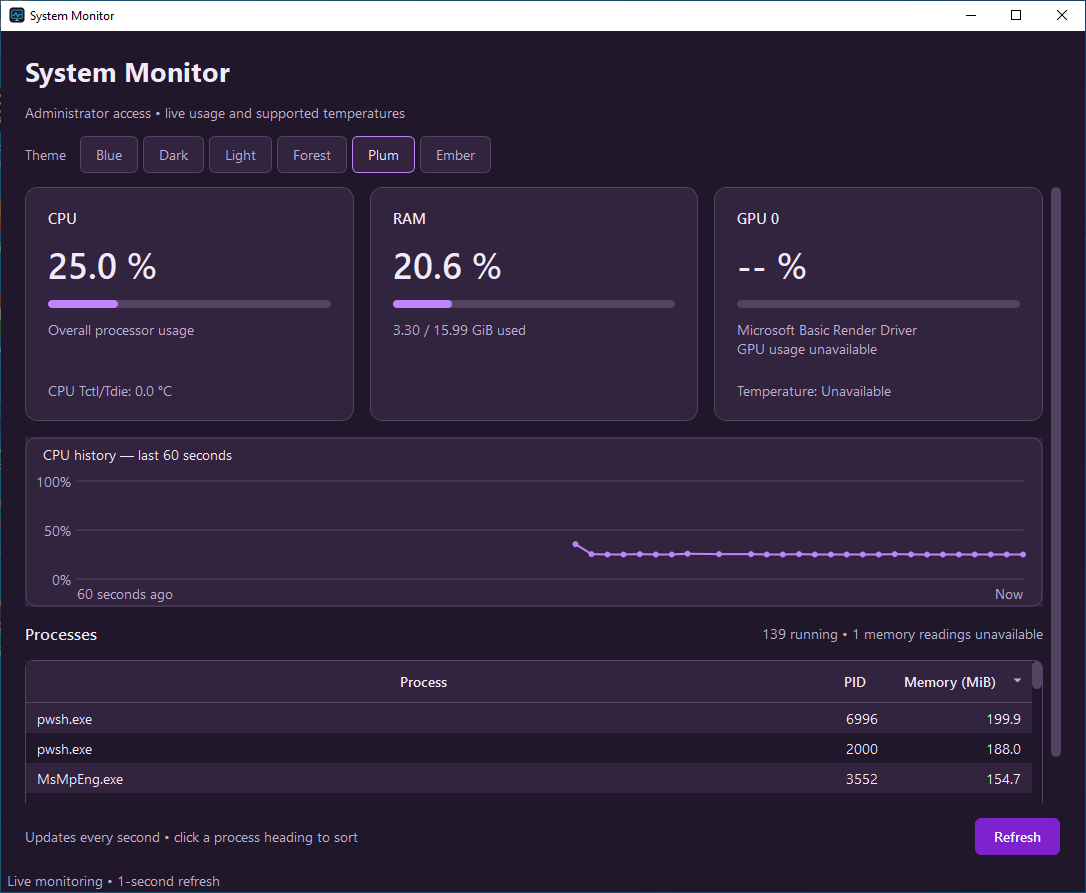 System Monitor
System Monitor
Administrator access • live usage and supported temperatures
Theme Blue Dark Light Forest Plum Ember
CPU
25.0 %
Overall processor usage
CPU Tctl/Tdie: 0.0 °C
RAM
20.6 %
3.30 / 15.99 GiB used
GPU 0
-- %
Microsoft Basic Render Driver
GPU usage unavailable
Temperature: Unavailable
CPU history — last 60 seconds
100%
50%
0%
60 seconds ago Now
Processes 139 running • 1 memory readings unavailable
Process PID Memory (MiB)
pwsh.exe 6996 199.9
pwsh.exe 2000 188.0
MsMpEng.exe 3552 154.7
Updates every second • click a process heading to sort Refresh
Live monitoring • 1-second refresh